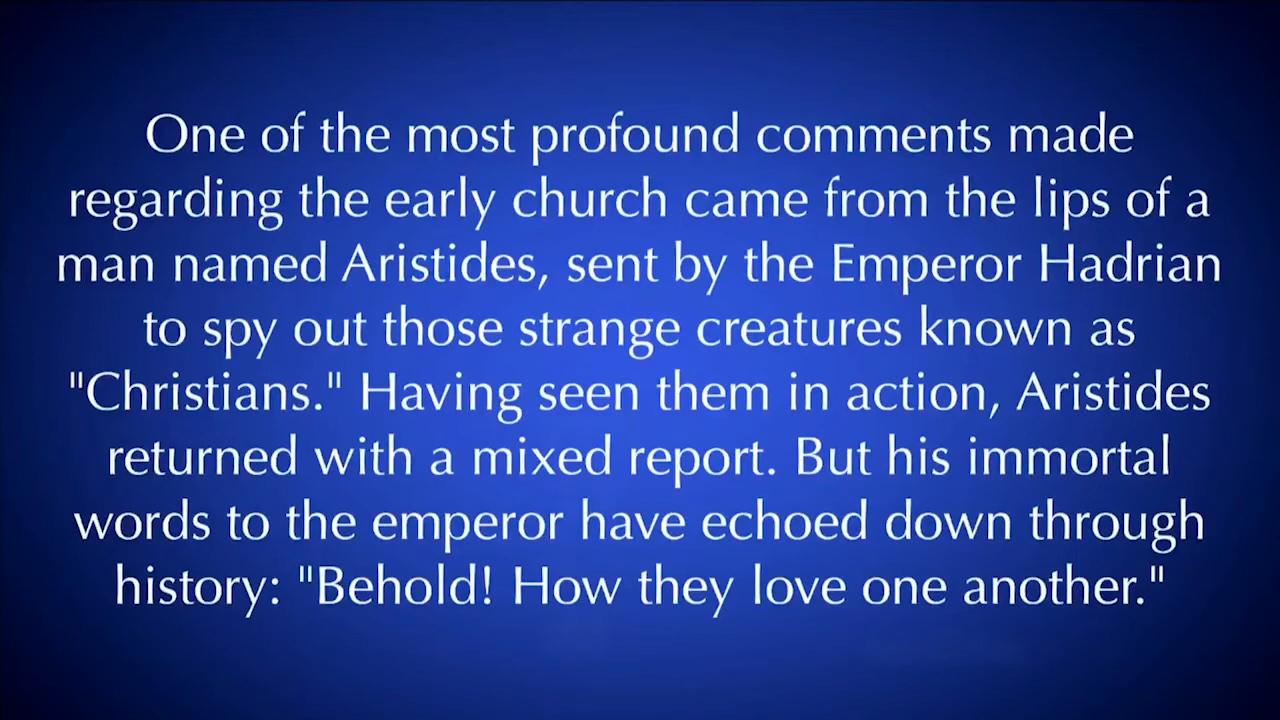 One of the most profound comments made
regarding the early church came from the lips of a
man named Aristides, sent by the Emperor Hadrian
to spy out those strange creatures known as
"Christians." Having seen them in action, Aristides
returned with a mixed report. But his immortal
words to the emperor have echoed down through
history: "Behold! How they love one another."